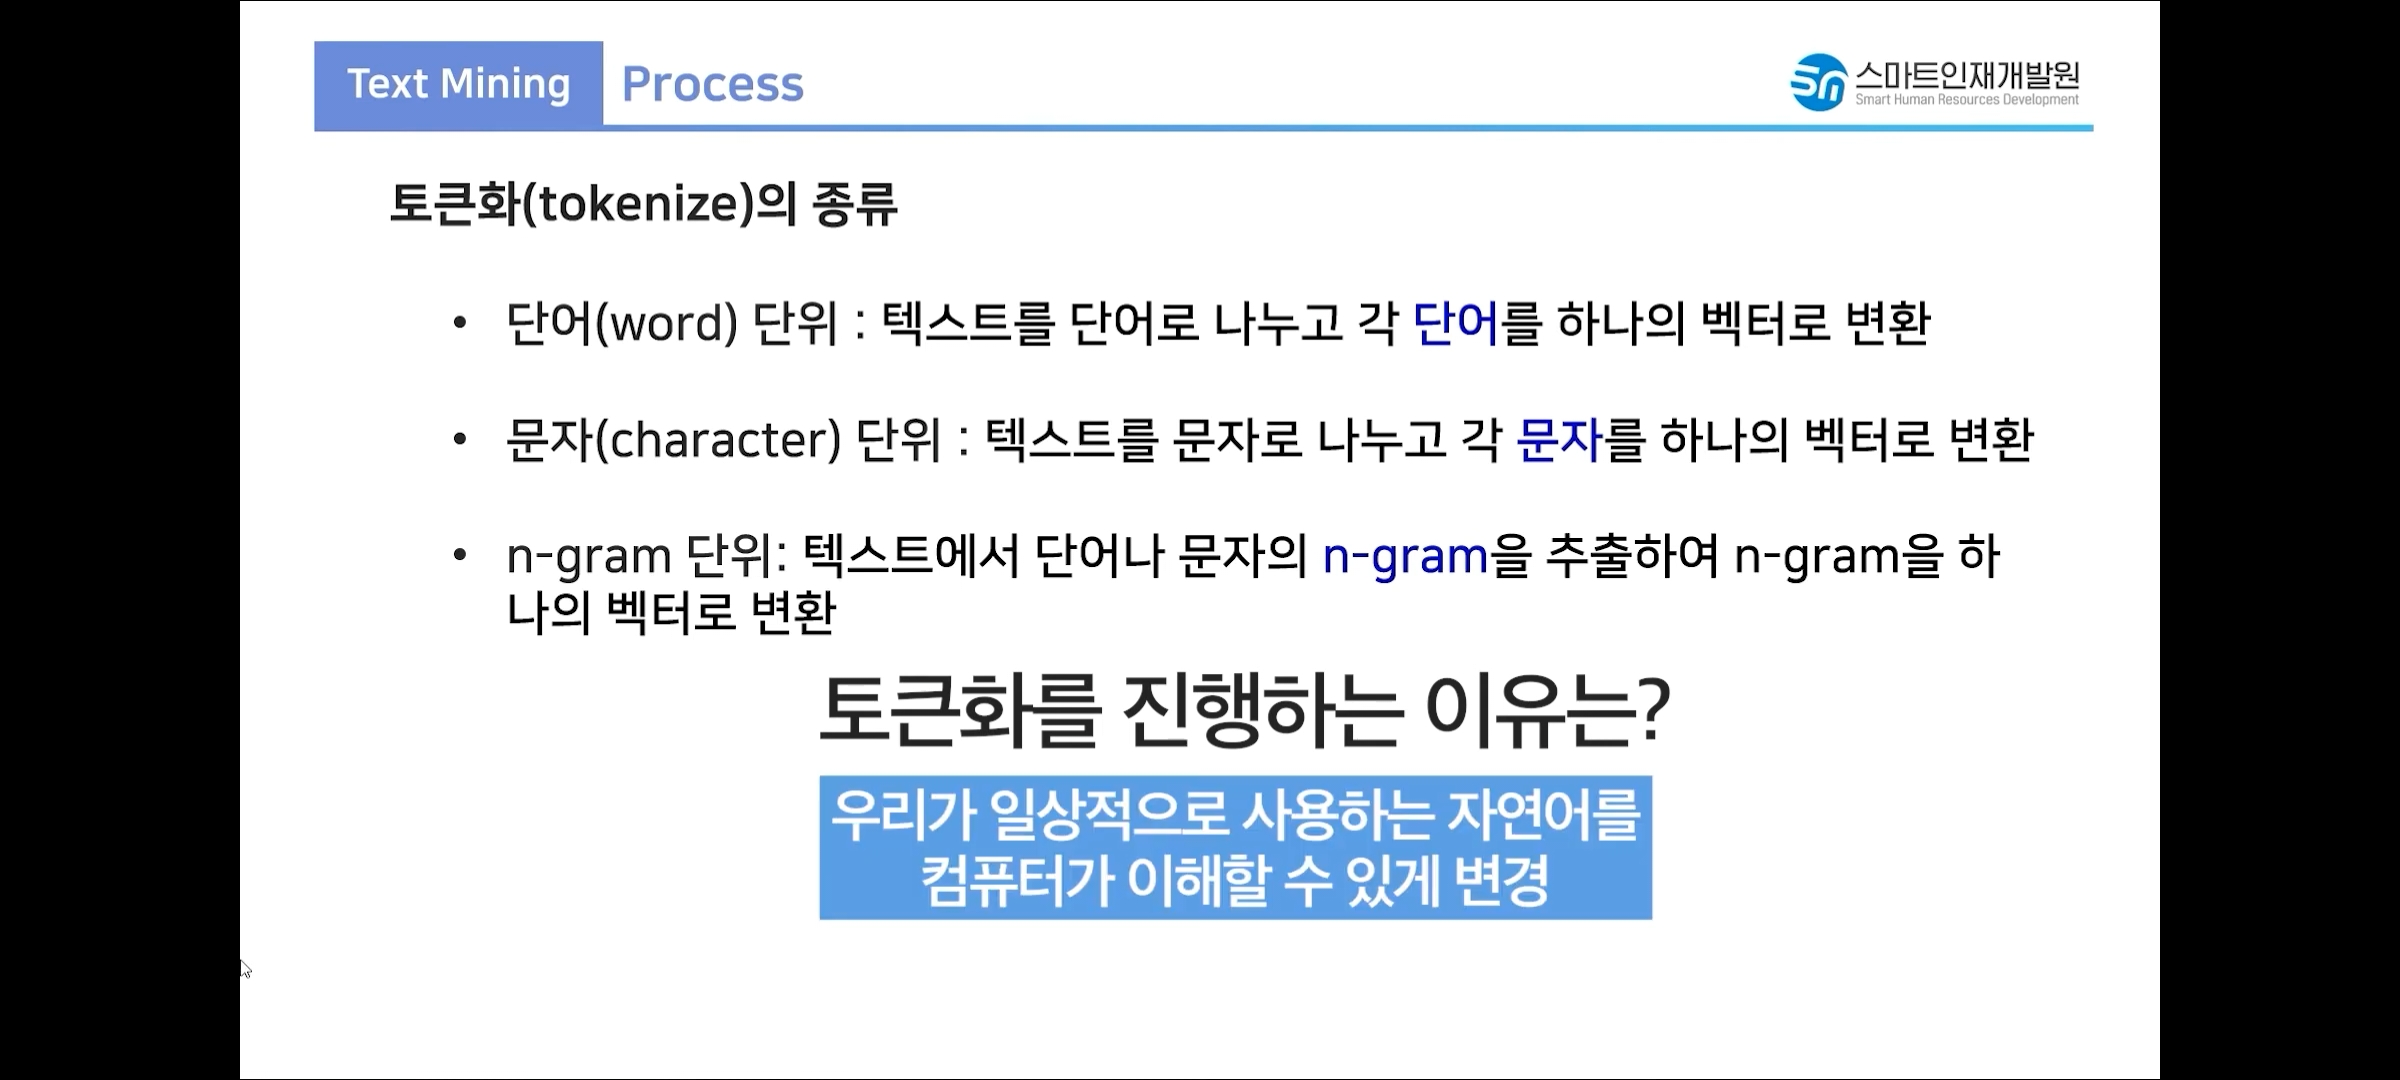 Text Mining Process
스마트인재개발원
Smart Human Resources Development
토큰화(tokenize)의 종류
• 단어(word) 단위 : 텍스트를 단어로 나누고 각 단어를 하나의 벡터로 변환
• 문자(character) 단위 : 텍스트를 문자로 나누고 각 문자를 하나의 벡터로 변환
• n-gram 단위: 텍스트에서 단어나 문자의 n-gram을 추출하여 n-gram을 하
나의 벡터로 변환
토큰화를 진행하는 이유는?
우리가 일상적으로 사용하는 자연어를
컴퓨터가 이해할 수 있게 변경